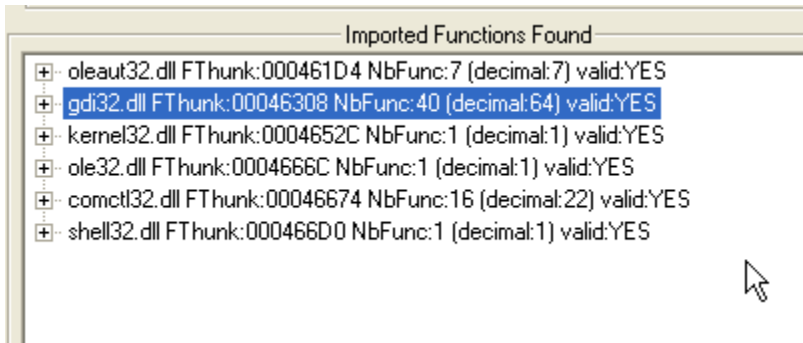 Imported Functions Found
oleaut32.dll FThunk:000461D4 NbFunc:7 (decimal:7) valid:YES
gdi32.dll FThunk:00046308 NbFunc:40 (decimal:64) valid:YES
kernel32.dll FThunk:0004652C NbFunc:1 (decimal:1) valid:YES
ole32.dll FThunk:0004666C NbFunc:1 (decimal:1) valid:YES
comctl32.dll FThunk:00046674 NbFunc:16 (decimal:22) valid:YES
shell32.dll FThunk:000466D0 NbFunc:1 (decimal:1) valid:YES